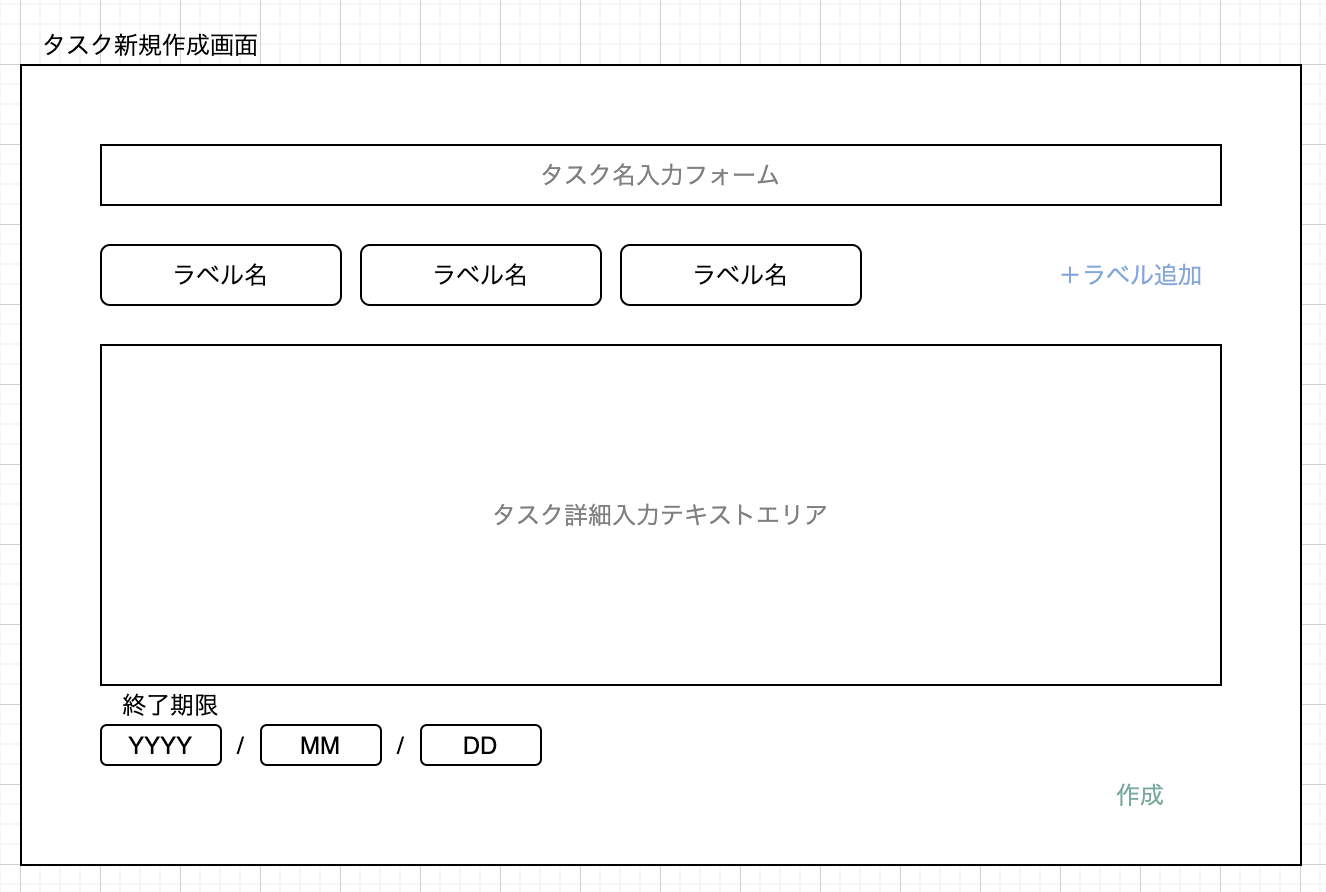 タスク新規作成画面
タスク名入力フォーム
ラベル名 ラベル名 ラベル名 ＋ラベル追加
タスク詳細入力テキストエリア
終了期限
YYYY / MM / DD
作成